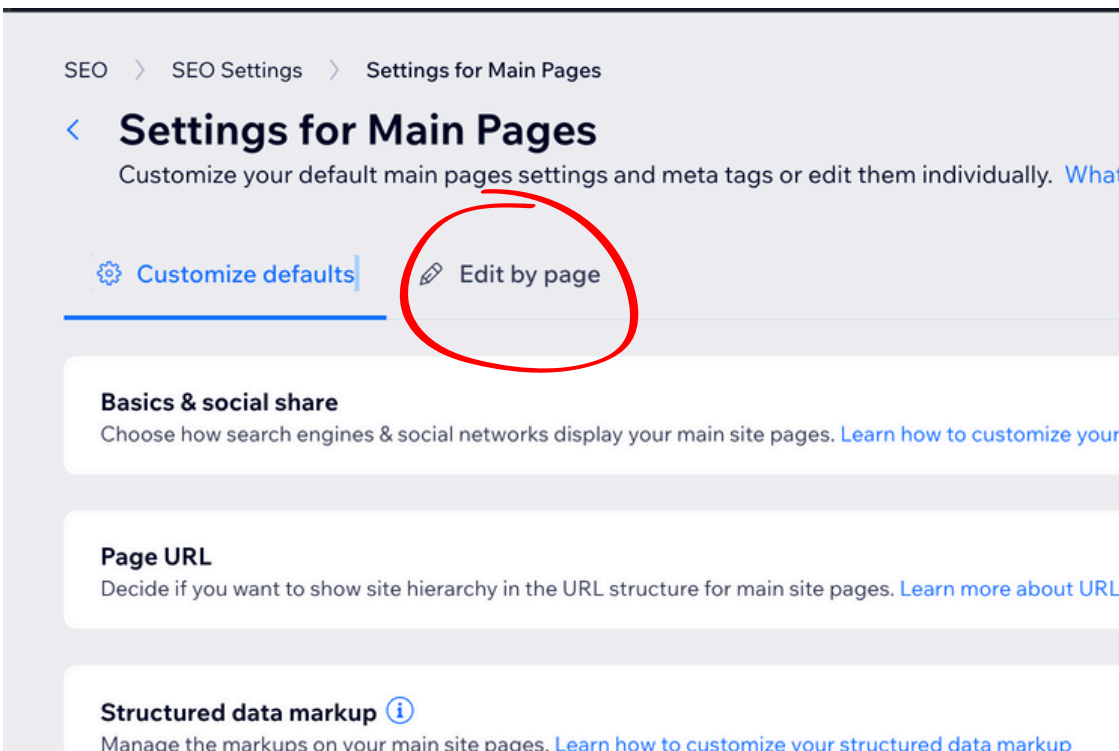 SEO > SEO Settings > Settings for Main Pages
Settings for Main Pages
Customize your default main pages settings and meta tags or edit them individually. What
Customize defaults Edit by page
Basics & social share
Choose how search engines & social networks display your main site pages. Learn how to customize your
Page URL
Decide if you want to show site hierarchy in the URL structure for main site pages. Learn more about URL
Structured data markup
Manage the markups on your main site pages. Learn how to customize your structured data markup